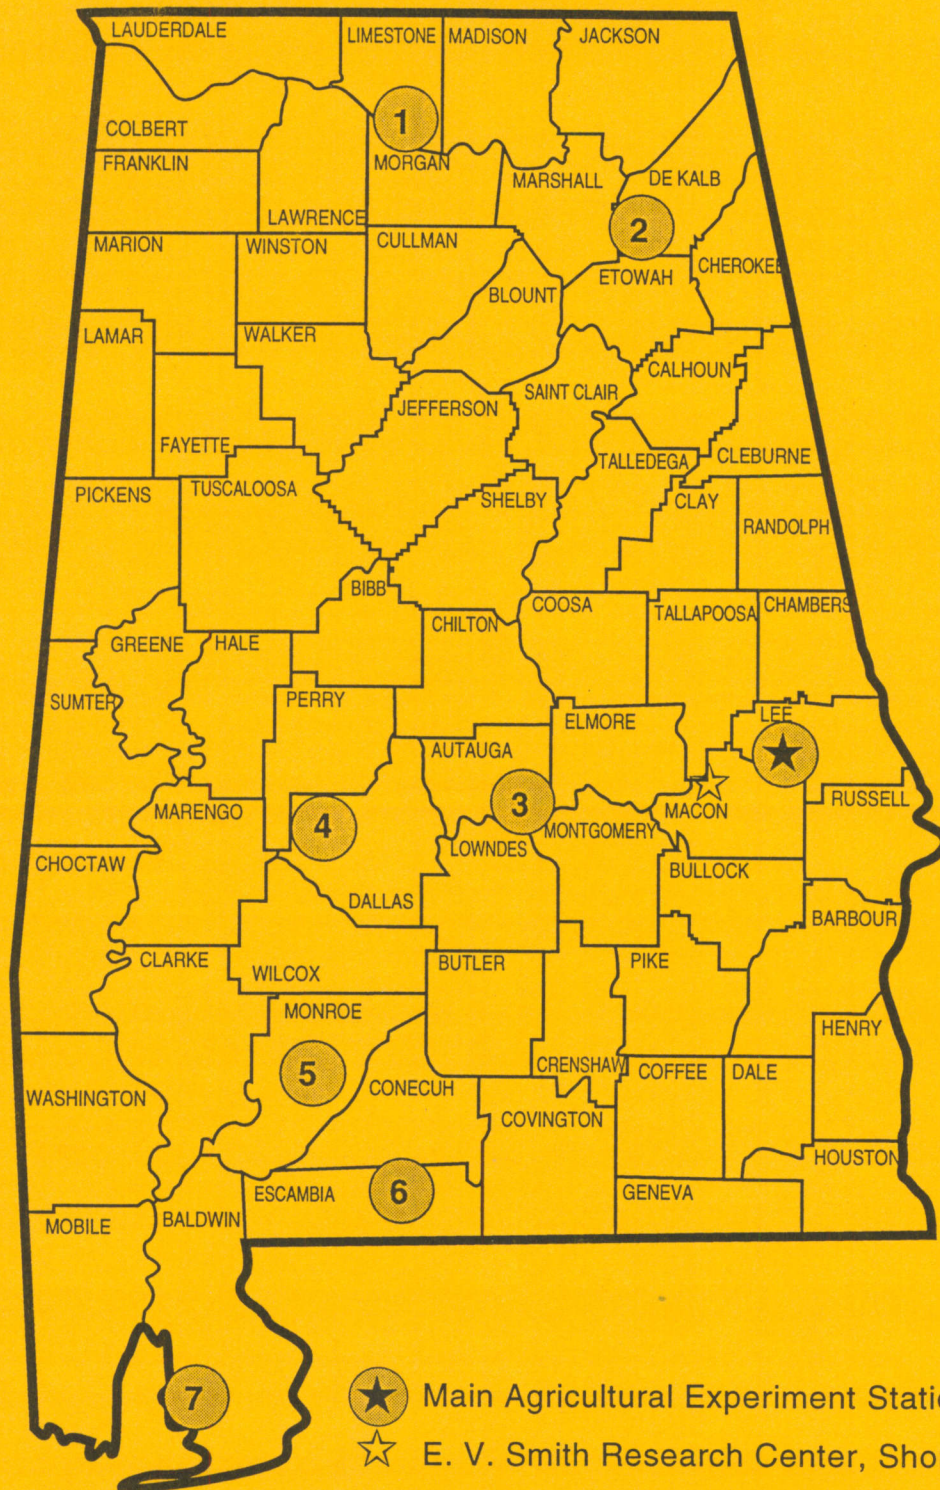 LAUDERDALE
LIMESTONE
MADISON
JACKSON
COLBERT
1
FRANKLIN
MORGAN
MARSHALL
DE KALB
LAWRENCE
2
MARION
WINSTON
CULLMAN
CHEROKEE
ETOWAH
BLOUNT
LAMAR
WALKER
CALHOUN
SAINT CLAIR
JEFFERSON
FAYETTE
TALLEDEGA
CLEBURNE
PICKENS
TUSCALOOSA
SHELBY
CLAY
RANDOLPH
BIBB
COOSA
TALLAPOOSA
CHAMBERS
CHILTON
GREENE
HALE
SUMTER
PERRY
ELMORE
LEE
AUTAUGA
MARENGO
4
3
MACON
RUSSELL
MONTGOMERY
LOWNDES
CHOCTAW
BULLOCK
DALLAS
BARBOUR
CLARKE
WILCOX
BUTLER
PIKE
MONROE
HENRY
5
CRENSHAW
COFFEE
DALE
WASHINGTON
CONECUH
COVINGTON
HOUSTON
ESCAMBIA
6
GENEVA
MOBILE
BALDWIN
7
Main Agricultural Experiment Statio
E. V. Smith Research Center, Sho